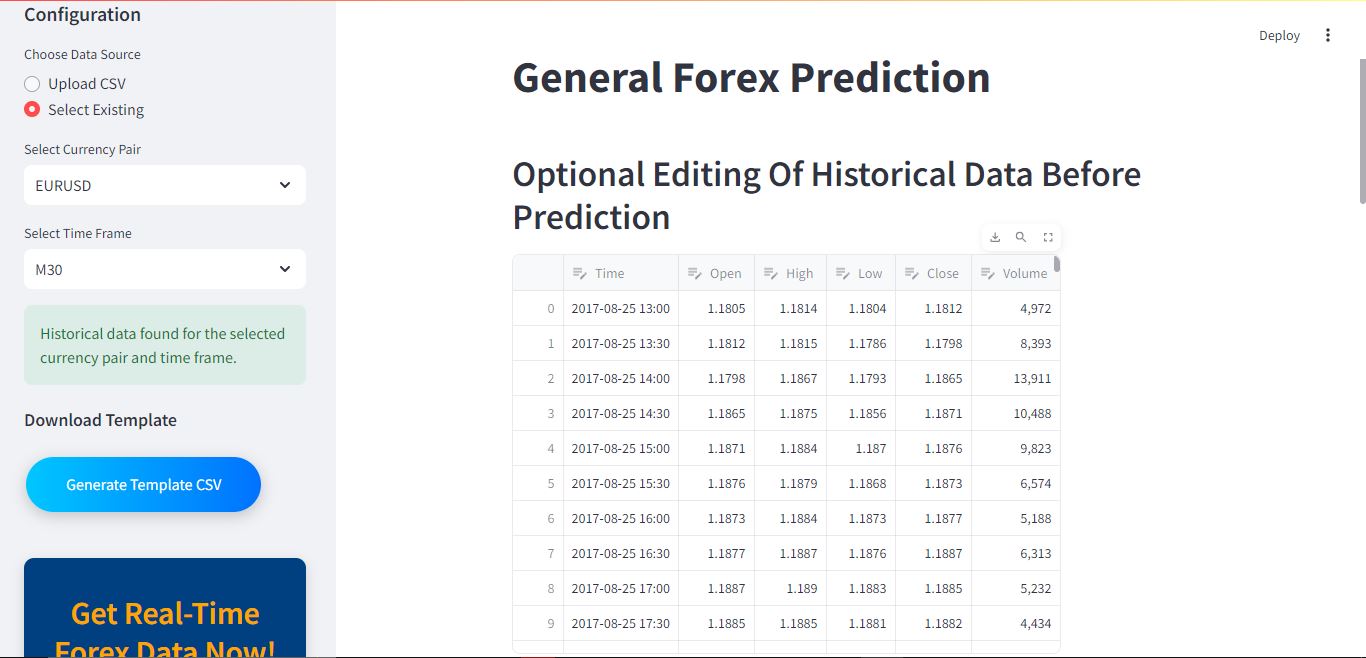 Configuration
Choose Data Source
Upload CSV
Select Existing
Select Currency Pair
EURUSD
Select Time Frame
M30
Historical data found for the selected
currency pair and time frame.
Download Template
Generate Template CSV
Get Real-Time
Forex Data Now!
Deploy
General Forex Prediction
Optional Editing Of Historical Data Before
Prediction
Time Open High Low Close Volume
0 2017-08-25 13:00 1.1805 1.1814 1.1804 1.1812 4,972
1 2017-08-25 13:30 1.1812 1.1815 1.1786 1.1798 8,393
2 2017-08-25 14:00 1.1798 1.1867 1.1793 1.1865 13,911
3 2017-08-25 14:30 1.1865 1.1875 1.1856 1.1871 10,488
4 2017-08-25 15:00 1.1871 1.1884 1.187 1.1876 9,823
5 2017-08-25 15:30 1.1876 1.1879 1.1868 1.1873 6,574
6 2017-08-25 16:00 1.1873 1.1884 1.1873 1.1877 5,188
7 2017-08-25 16:30 1.1877 1.1887 1.1876 1.1887 6,313
8 2017-08-25 17:00 1.1887 1.189 1.1883 1.1885 5,232
9 2017-08-25 17:30 1.1885 1.1885 1.1881 1.1882 4,434